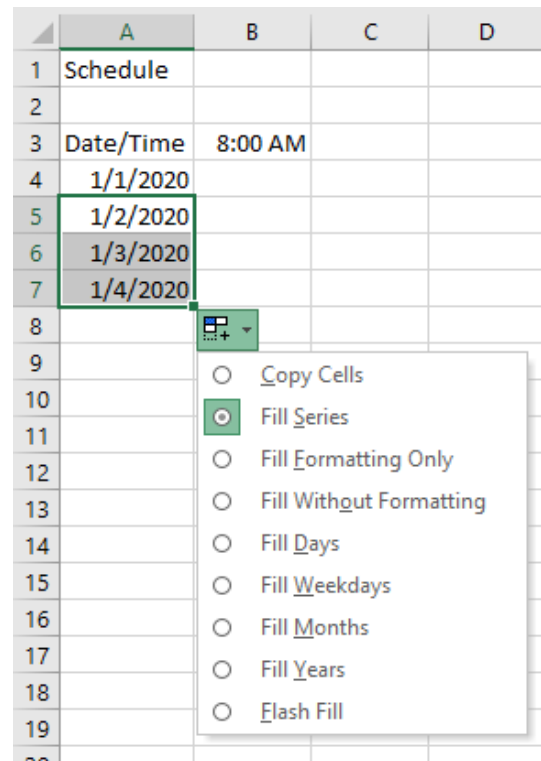 A B C D
1 Schedule
2
3 Date/Time 8:00 AM
4 1/1/2020
5 1/2/2020
6 1/3/2020
7 1/4/2020
8
9
Copy Cells
10
Fill Series
11
12 Fill Formatting Only
13 Fill Without Formatting
14 Fill Days
15 Fill Weekdays
16 Fill Months
17
Fill Years
18
Flash Fill
19
20